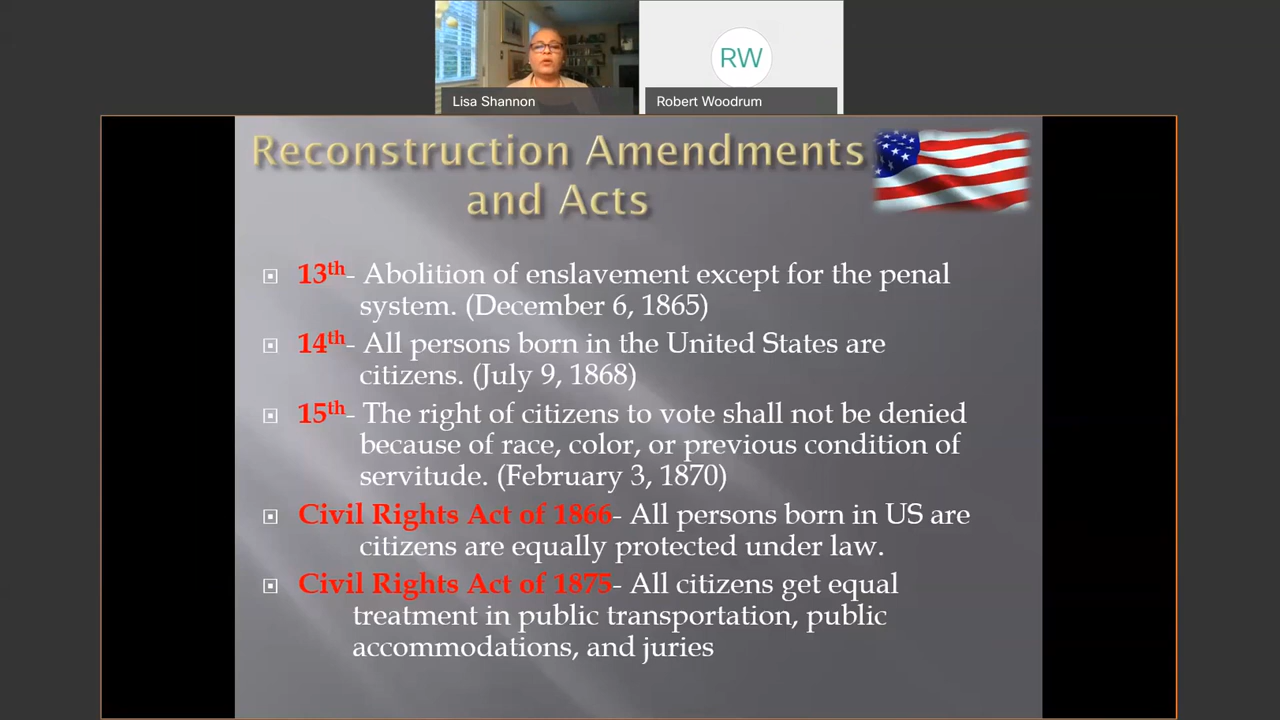 RW
Lisa Shannon
Robert Woodrum
Reconstruction Amendments
and Acts
13th- Abolition of enslavement except for the penal
system. (December 6, 1865)
14th- All persons born in the United States are
citizens. (July 9, 1868)
15th- The right of citizens to vote shall not be denied
because of race, color, or previous condition of
servitude. (February 3, 1870)
Civil Rights Act of 1866- All persons born in US are
citizens are equally protected under law.
Civil Rights Act of 1875- All citizens get equal
treatment in public transportation, public
accommodations, and juries